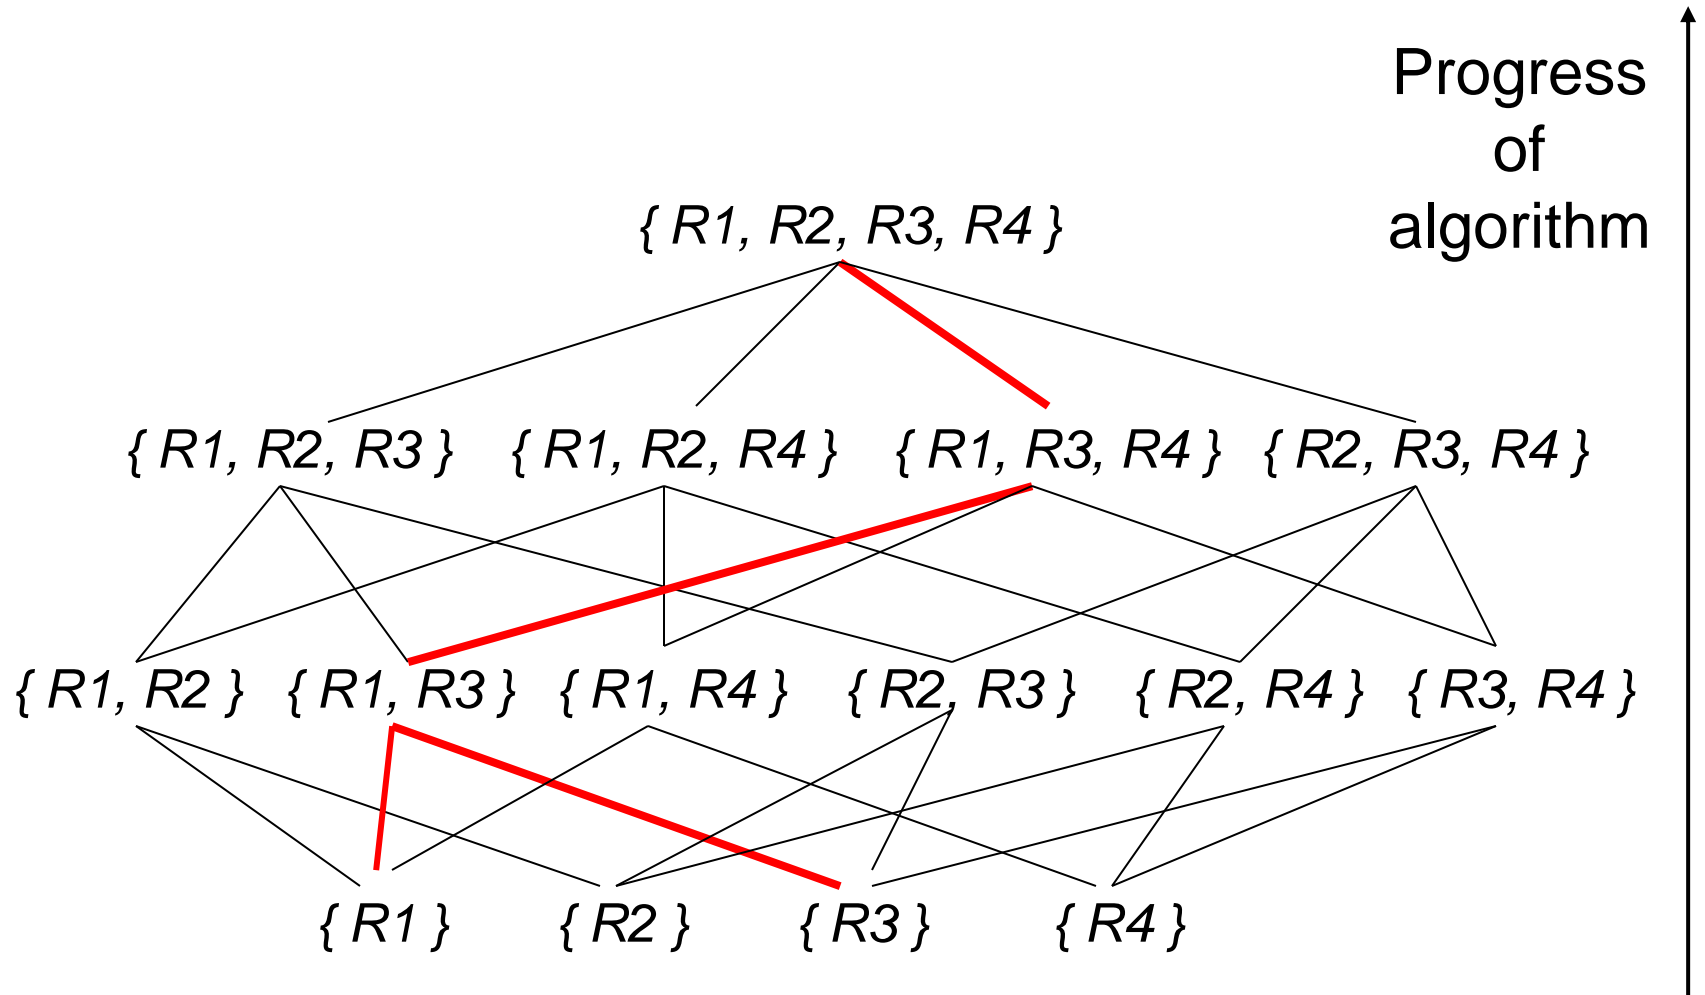 Progress
of
algorithm
{ R1, R2, R3, R4 }
{ R1, R2, R3 } { R1, R2, R4 } { R1, R3, R4 } { R2, R3, R4 }
{ R1, R2 } { R1, R3 } { R1, R4 } { R2, R3 } { R2, R4 } { R3, R4 }
{ R1 } { R2 } { R3 } { R4 }